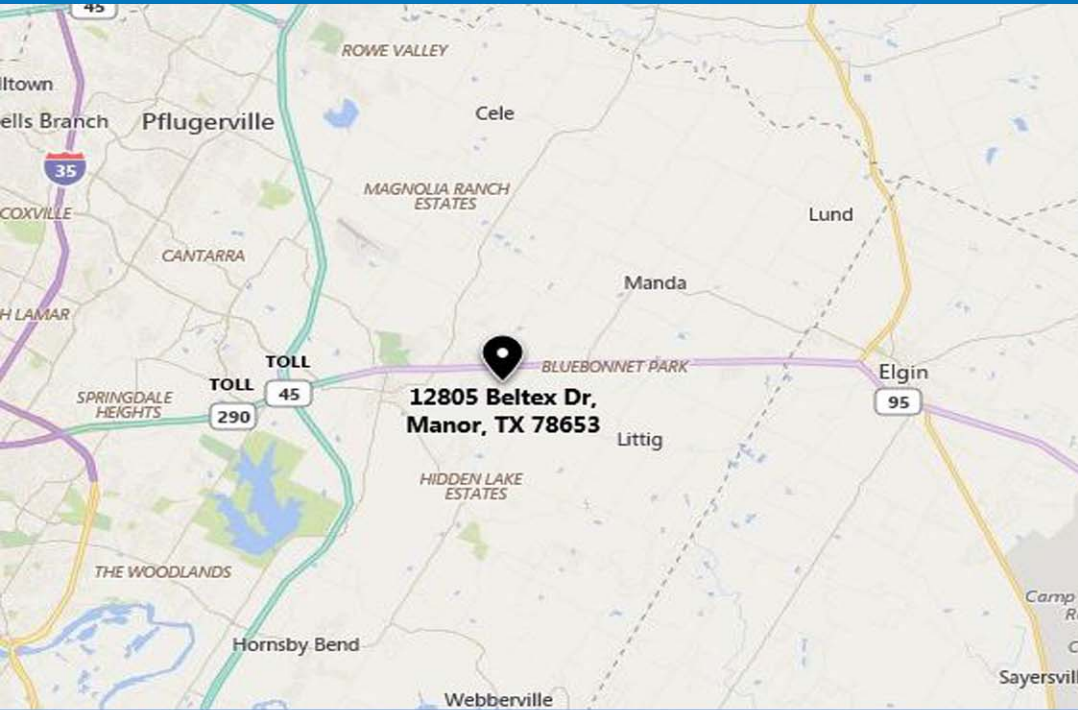 45
ROWE VALLEY
lltown
Cele
ells Branch
Pflugerville
35
MAGNOLIA RANCH
ESTATES
COXVILLE
Lund
CANTARRA
Manda
H LAMAR
TOLL
BLUEBONNET PARK
Elgin
TOLL
45
SPRINGDALE
HEIGHTS
290
12805 Beltex Dr,
Manor, TX 78653
95
Littig
HIDDEN LAKE
ESTATES
THE WOODLANDS
Camp
R
C
Hornsby Bend
Sayersvill
Webberville